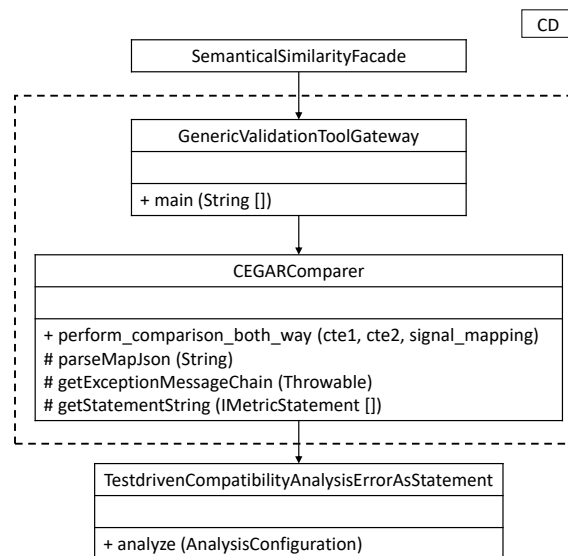 CD
SemanticalSimilarityFacade
GenericValidationToolGateway
+ main (String [])
CEGARComparer
+ perform_comparison_both_way (cte1, cte2, signal_mapping)
# parseMapJson (String)
# getExceptionMessageChain (Throwable)
# getStatementString (IMetricStatement [])
TestdrivenCompatibilityAnalysisErrorAsStatement
+ analyze (AnalysisConfiguration)